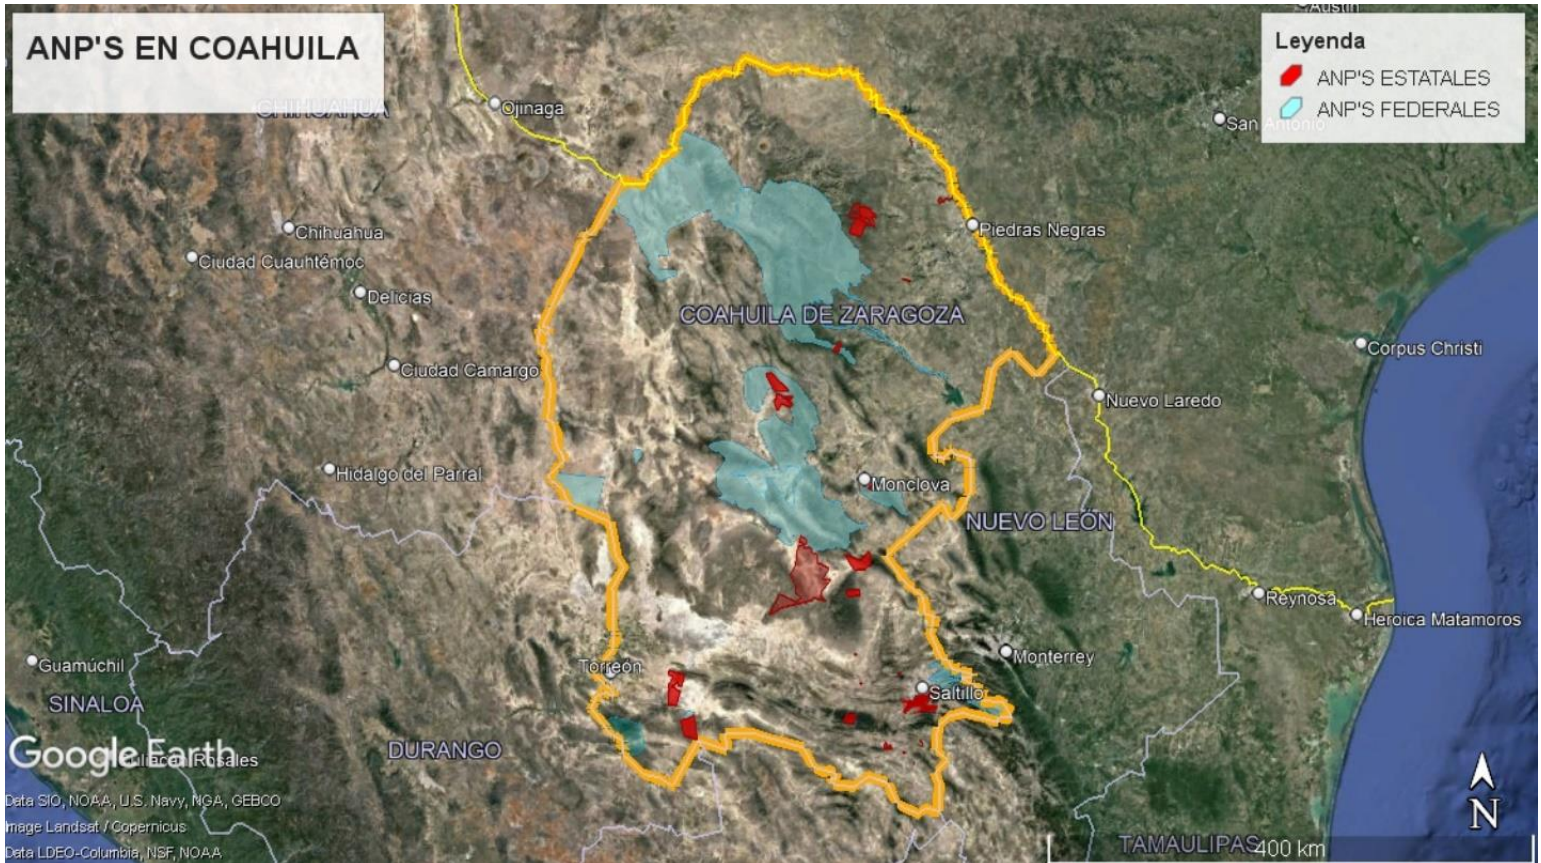 ANP'S EN COAHUILA
Leyenda
ANP'S ESTATALES
ANP'S FEDERALES
Austin
CHIHUAHUA
Ojinaga
San Antonio
Chihuahua
Piedras Negras
Ciudad Cuauhtémoc
Delicias
COAHUILA DE ZARAGOZA
Corpus Christi
Ciudad Camargo
Nuevo Laredo
Hidalgo del Parral
Monclova
NUEVO LEÓN
Reynosa
Heroica Matamoros
Monterrey
Guamúchil
Torreón
Saltillo
SINALOA
DURANGO
Google Earth
Rosales
Data SIO, NOAA, U.S. Navy, NGA, GEBCO
Image Landsat / Copernicus
Data LDEO-Columbia, NSF, NOAA
N
TAMAULIPAS
400 km